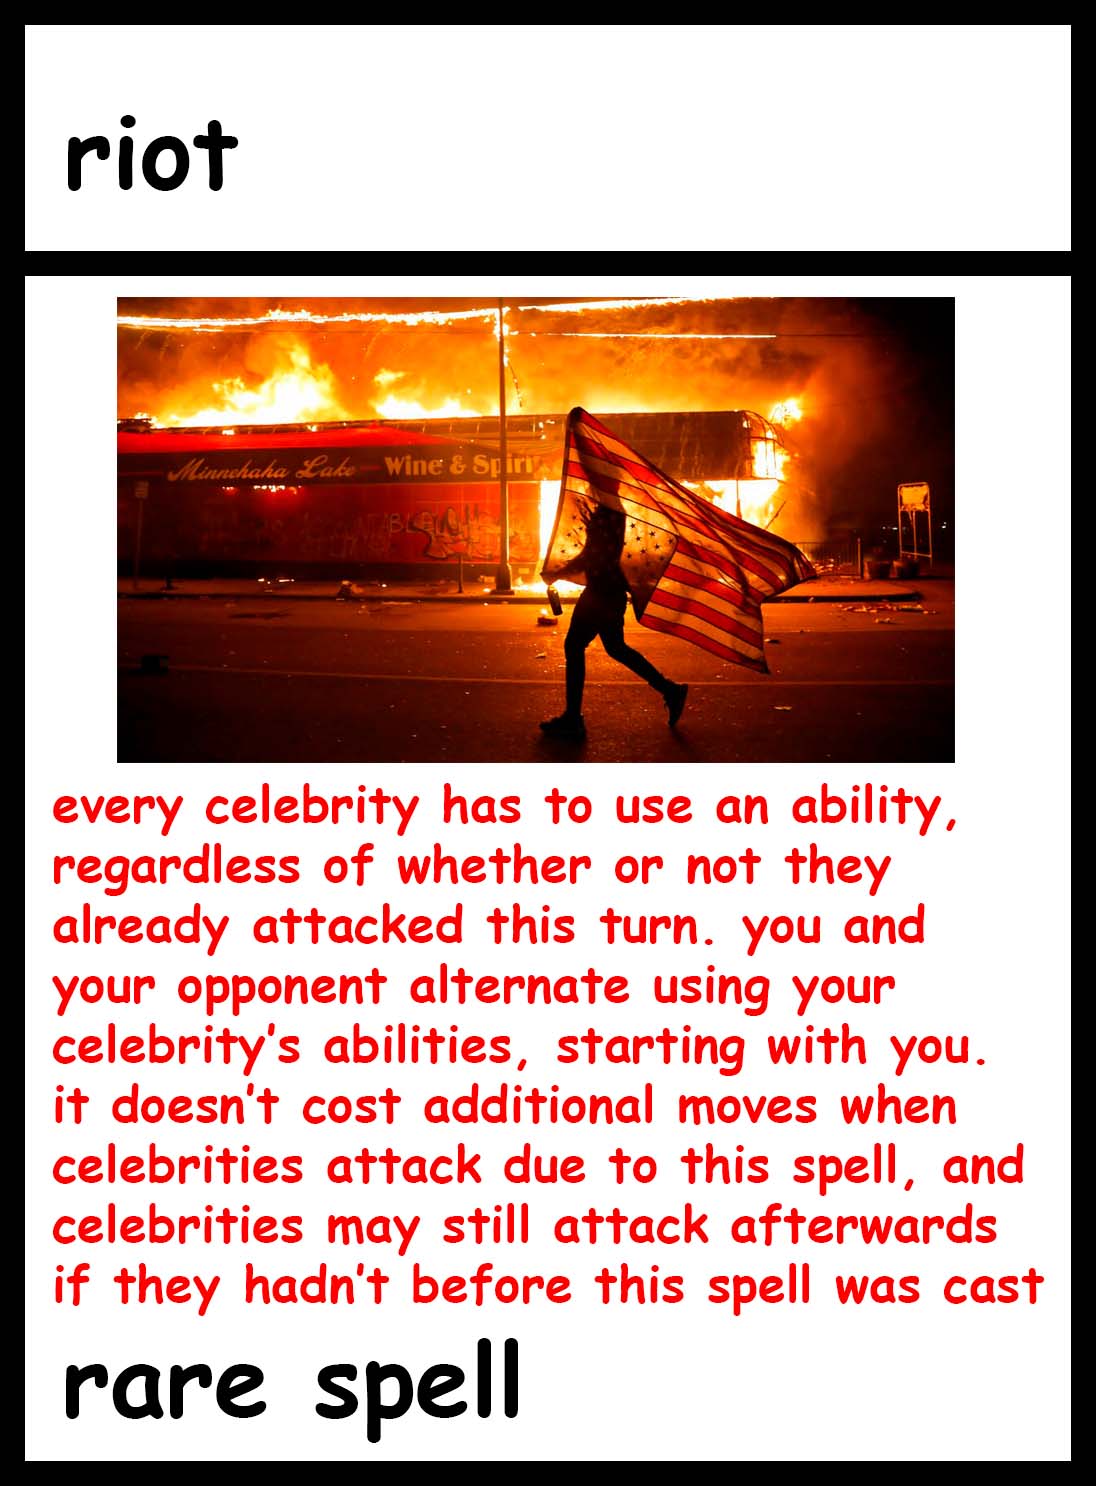 riot
Minnehaha Lake Wine & Spiri
every celebrity has to use an ability,
regardless of whether or not they
already attacked this turn. you and
your opponent alternate using your
celebrity's abilities, starting with you.
it doesn't cost additional moves when
celebrities attack due to this spell, and
celebrities may still attack afterwards
if they hadn't before this spell was cast
rare spell